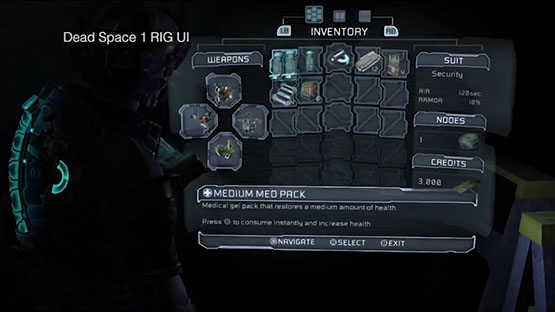 Dead Space 1 RIG UI
LB
RB
INVENTORY
WEAPONS
SUIT
Security
AIR 120sec
ARMOR 10%
NODES
1
CREDITS
3,000
MEDIUM MED PACK
Medical gel pack that restores a medium amount of health
Press to consume instantly and increase health
NAVIGATE SELECT EXIT